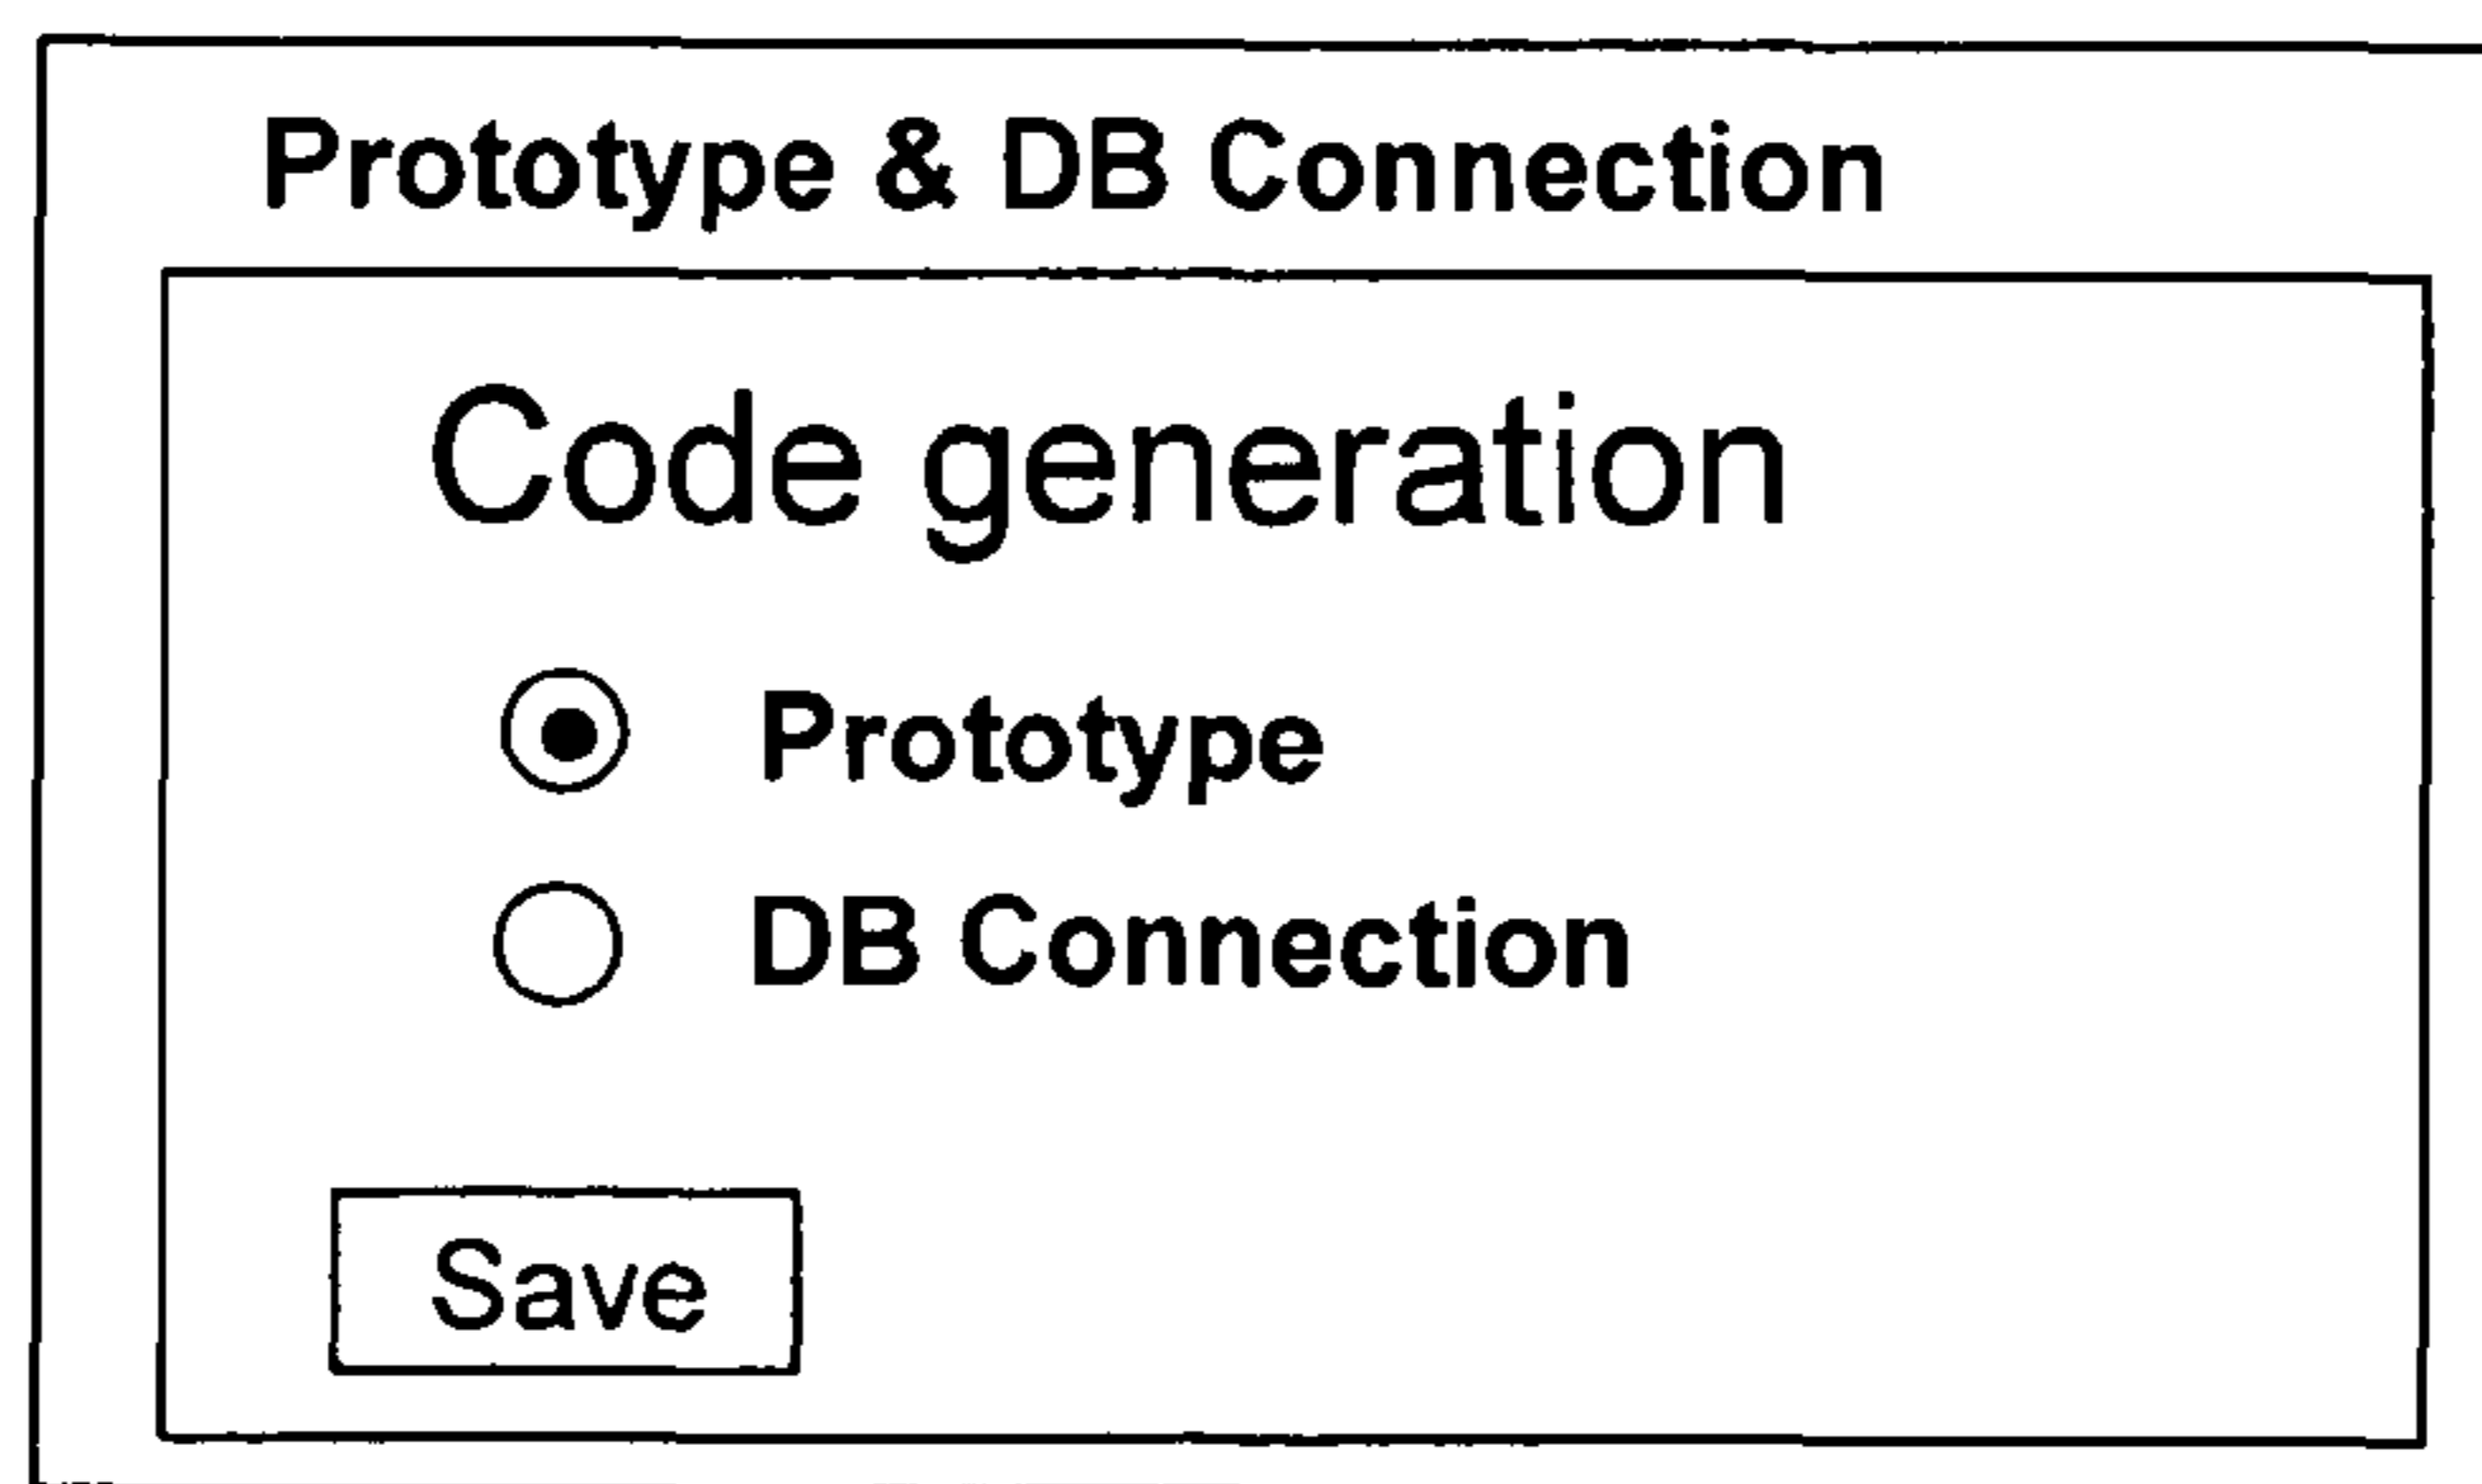 Prototype & DB Connection
Code generation
Prototype
DB Connection
Save